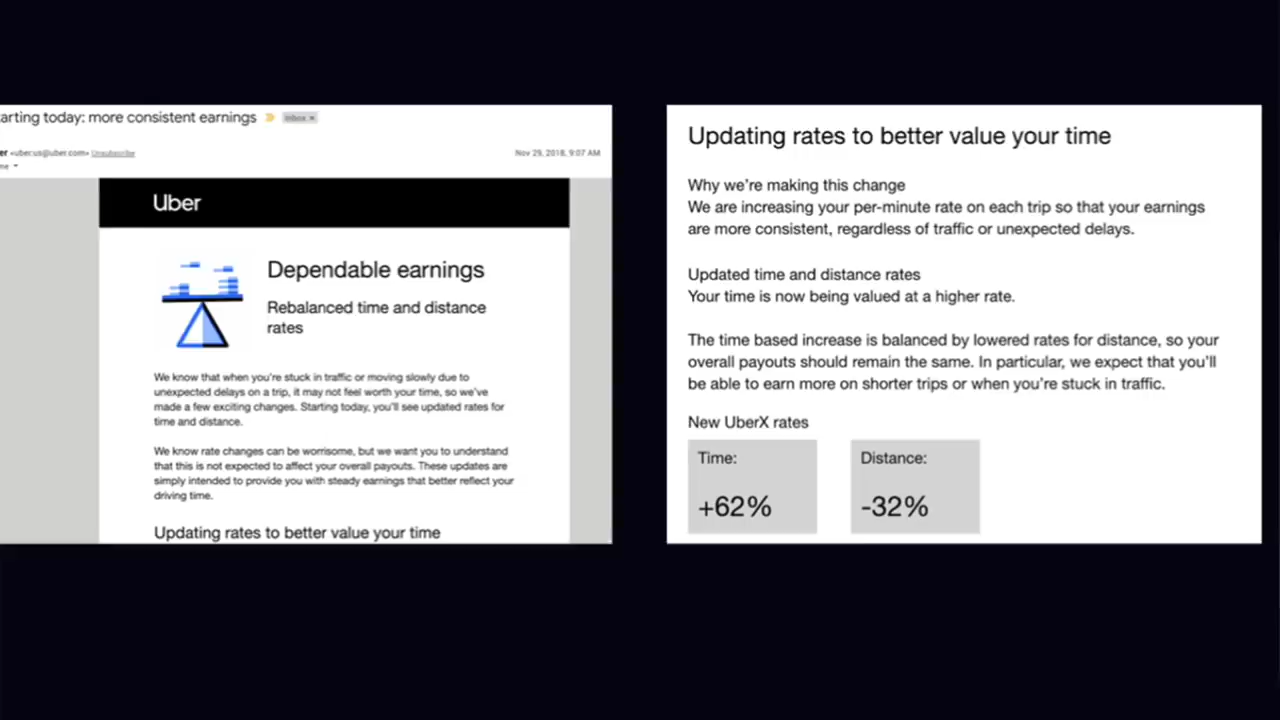 arting today: more consistent earnings
Inbox ×
er <uber.us@uber.com> Unsubscribe
Nov 29, 2018, 9:07 AM
me
Uber
Dependable earnings
Rebalanced time and distance
rates
We know that when you're stuck in traffic or moving slowly due to
unexpected delays on a trip, it may not feel worth your time, so we've
made a few exciting changes. Starting today, you'll see updated rates for
time and distance.
We know rate changes can be worrisome, but we want you to understand
that this is not expected to affect your overall payouts. These updates are
simply intended to provide you with steady earnings that better reflect your
driving time.
Updating rates to better value your time
Updating rates to better value your time
Why we're making this change
We are increasing your per-minute rate on each trip so that your earnings
are more consistent, regardless of traffic or unexpected delays.
Updated time and distance rates
Your time is now being valued at a higher rate.
The time based increase is balanced by lowered rates for distance, so your
overall payouts should remain the same. In particular, we expect that you'll
be able to earn more on shorter trips or when you're stuck in traffic.
New UberX rates
Time:
+62%
Distance:
-32%